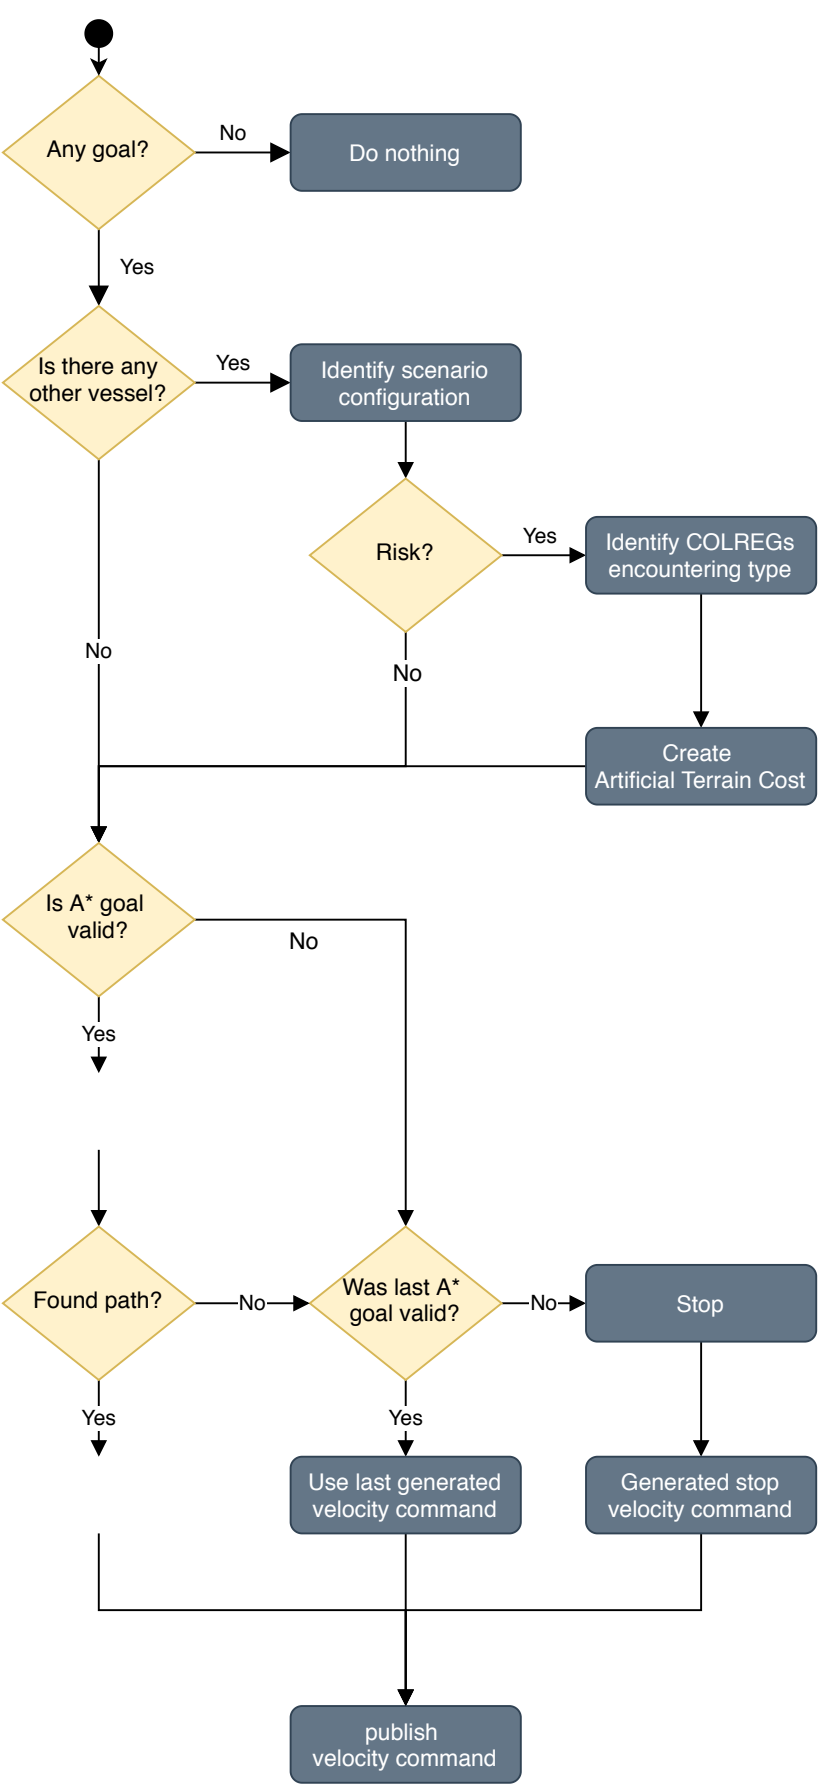 Any goal?
No
Do nothing
Yes
Is there any
other vessel?
Yes
Identify scenario
configuration
Risk?
Yes
Identify COLREGs
encountering type
No
No
Create
Artificial Terrain Cost
Is A* goal
valid?
No
Yes
Found path?
No
Was last A*
goal valid?
No
Stop
Yes
Yes
Use last generated
velocity command
Generated stop
velocity command
publish
velocity command